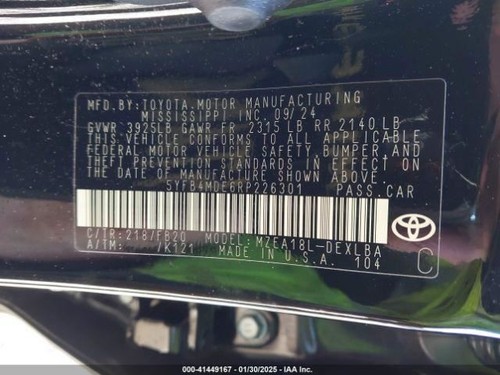 MFD. BY: TOYOTA MOTOR MANUFACTURING
MISSISSIPPI INC. 09/24
GVWR 3925LB GAWR FR 2315 LB RR 2140 LB
THIS VEHICLE CONFORMS TO ALL APPLICABLE
FEDERAL MOTOR VEHICLE SAFETY, BUMPER AND
THEFT PREVENTION STANDARDS IN EFFECT ON
THE DATE OF MANUFACTURE SHOWN ABOVE.
5YFB4MDE6RP226301 PASS.CAR
C/TR: 218/FB20 MODEL: MZEA18L-DEXLBA
A/TM: /K121 MADE IN U.S.A. 104
C
000-41449167 - 01/30/2025 - IAAI.COM